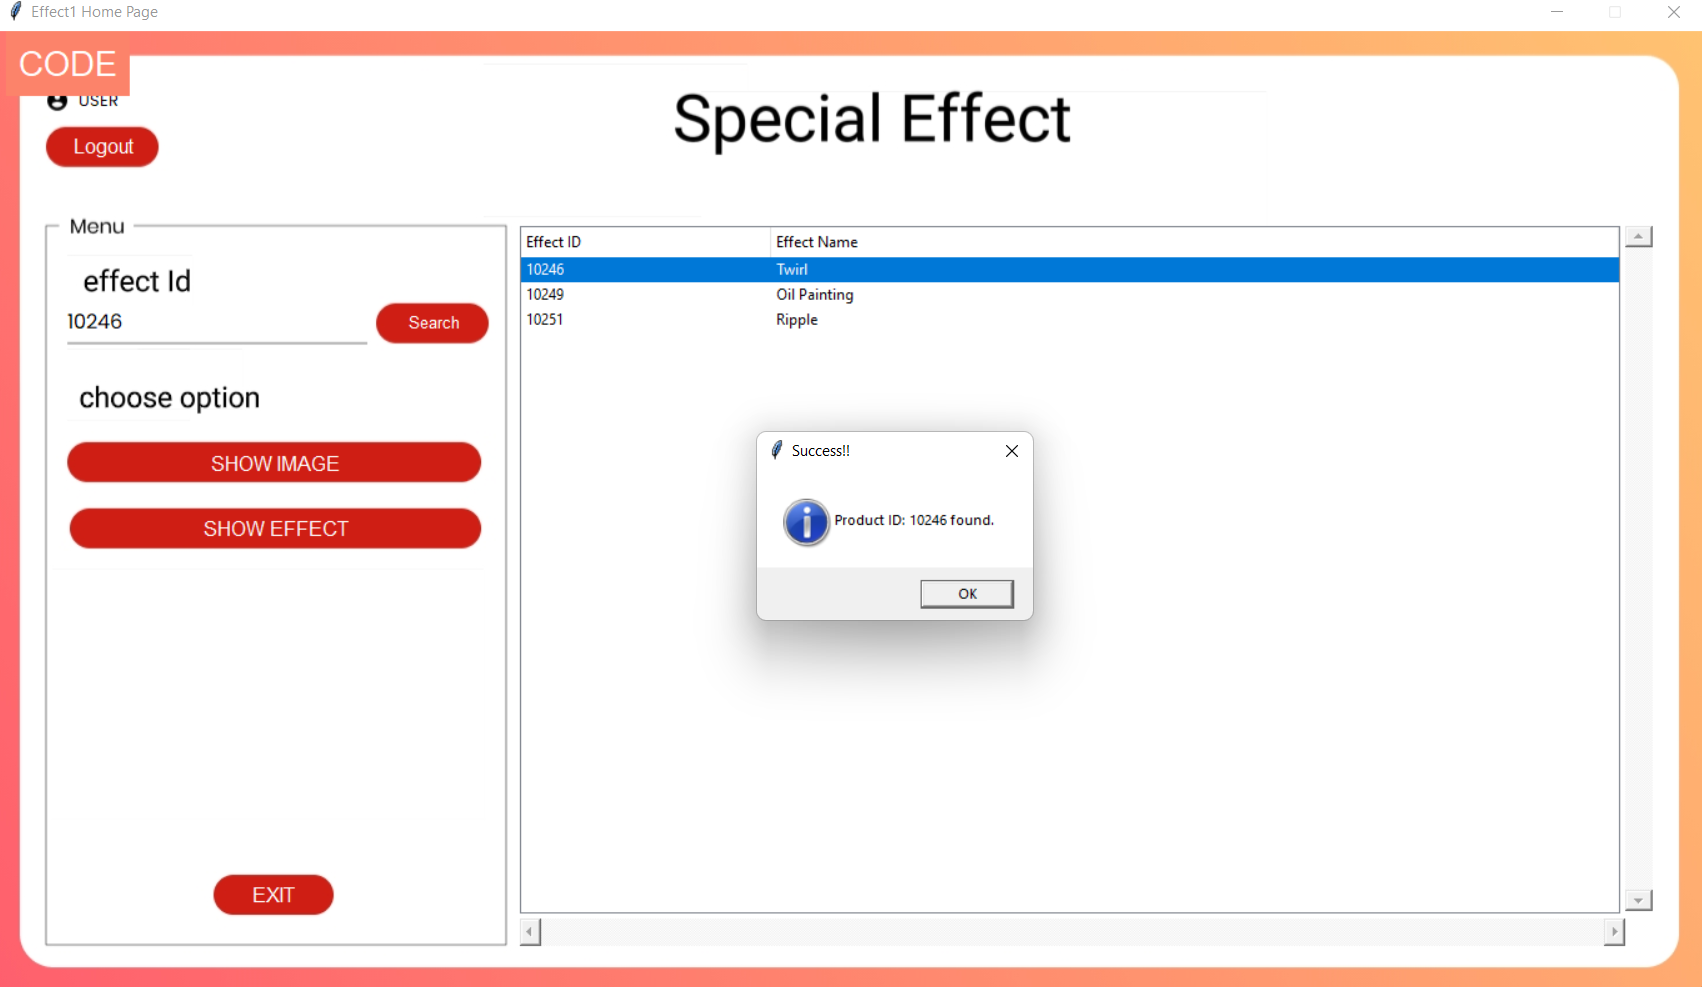 Effect1 Home Page
CODE
USER
Special Effect
Logout
Menu
effect Id
10246
Search
choose option
SHOW IMAGE
SHOW EFFECT
EXIT
Effect ID Effect Name
10246 Twirl
10249 Oil Painting
10251 Ripple
Success!!
Product ID: 10246 found.
OK